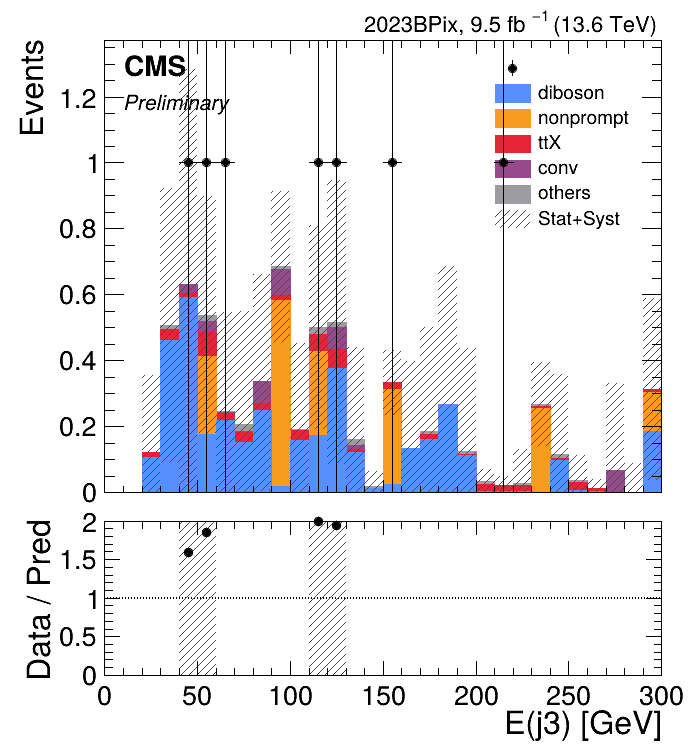 2023BPix, 9.5 fb⁻¹ (13.6 TeV)
CMS
Preliminary
Events
diboson
nonprompt
ttX
conv
others
Stat+Syst
1.2
1
0.8
0.6
0.4
0.2
0
Data / Pred
2
1.5
1
0.5
0
0 50 100 150 200 250 300
E(j3) [GeV]